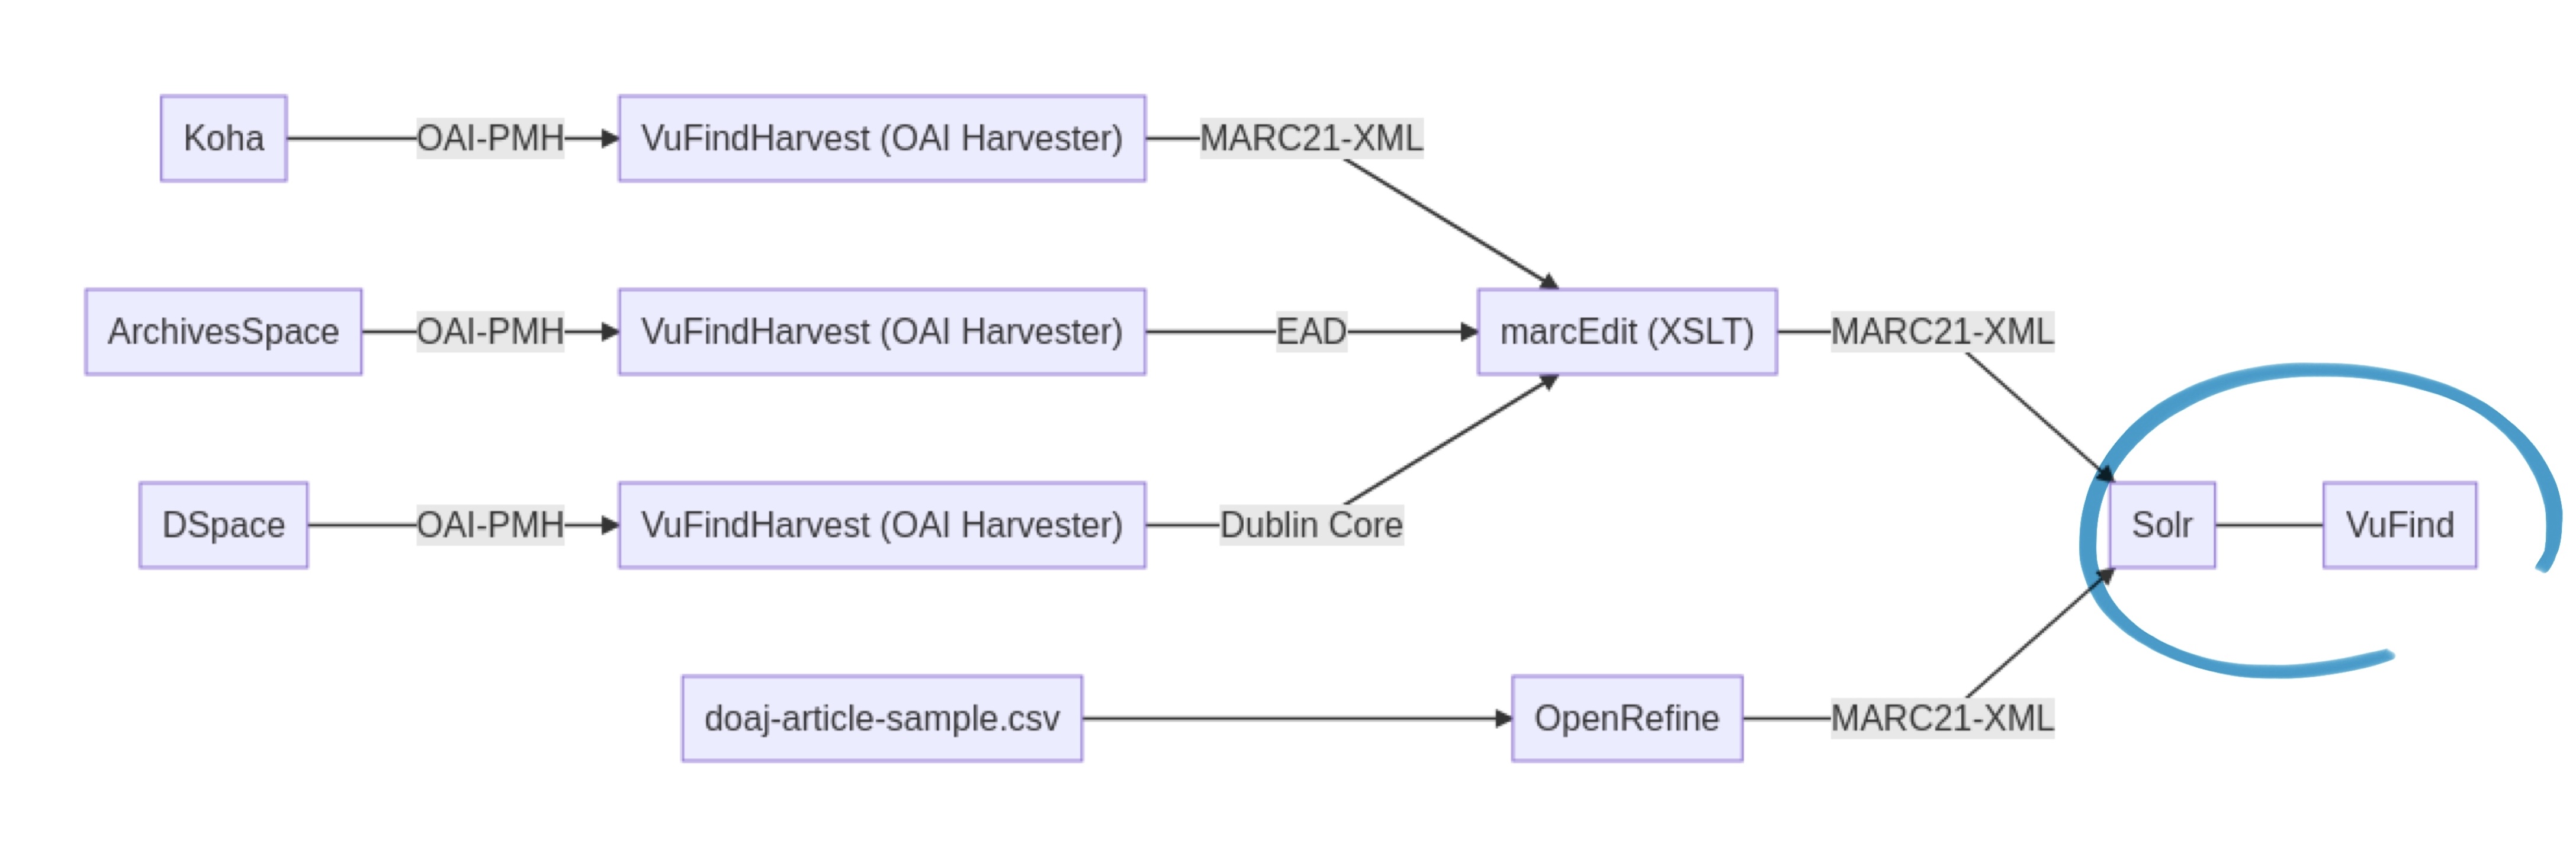 Koha
OAI-PMH
VuFindHarvest (OAI Harvester)
MARC21-XML
ArchivesSpace
OAI-PMH
VuFindHarvest (OAI Harvester)
EAD
marcEdit (XSLT)
MARC21-XML
DSpace
OAI-PMH
VuFindHarvest (OAI Harvester)
Dublin Core
Solr
VuFind
doaj-article-sample.csv
OpenRefine
MARC21-XML